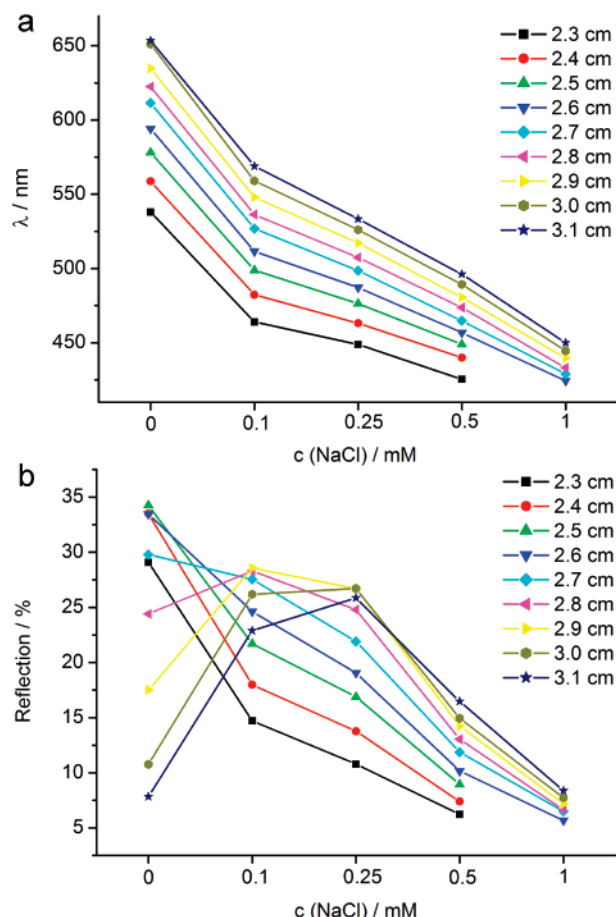 a
650
600
550
500
450
λ / nm
0 0.1 0.25 0.5 1
c (NaCl) / mM
2.3 cm
2.4 cm
2.5 cm
2.6 cm
2.7 cm
2.8 cm
2.9 cm
3.0 cm
3.1 cm
b
35
30
25
20
15
10
5
Reflection / %
0 0.1 0.25 0.5 1
c (NaCl) / mM
2.3 cm
2.4 cm
2.5 cm
2.6 cm
2.7 cm
2.8 cm
2.9 cm
3.0 cm
3.1 cm